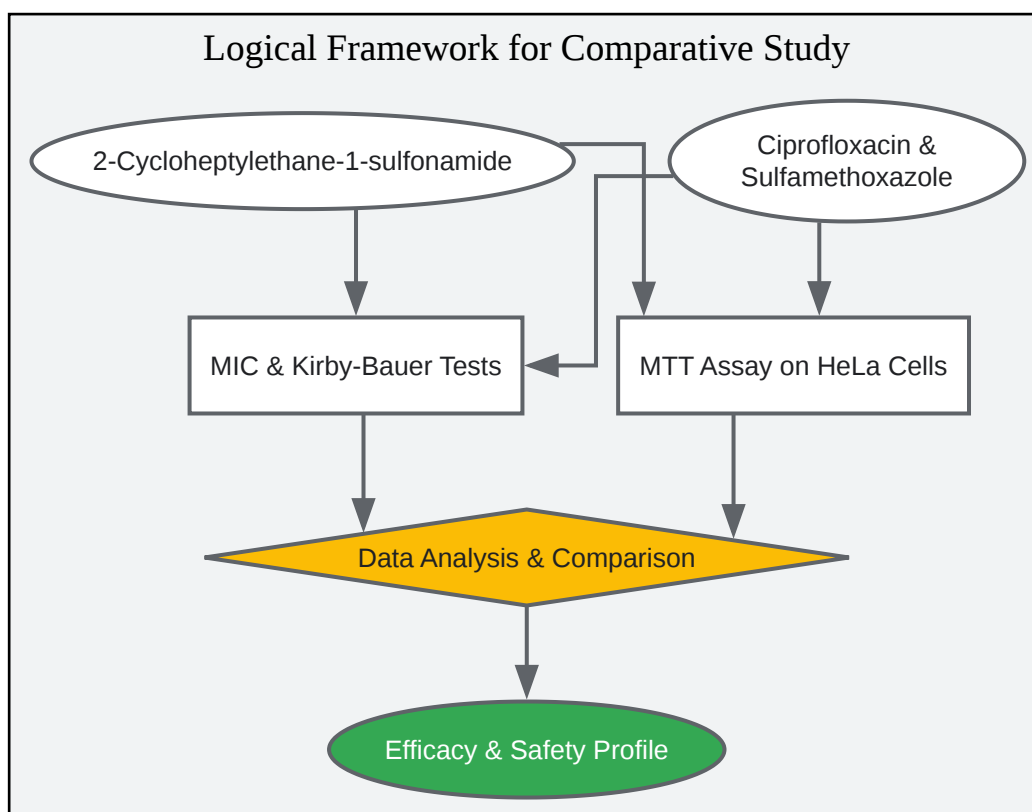 Logical Framework for Comparative Study
2-Cycloheptylethane-1-sulfonamide
Ciprofloxacin &
Sulfamethoxazole
MIC & Kirby-Bauer Tests
MTT Assay on HeLa Cells
Data Analysis & Comparison
Efficacy & Safety Profile